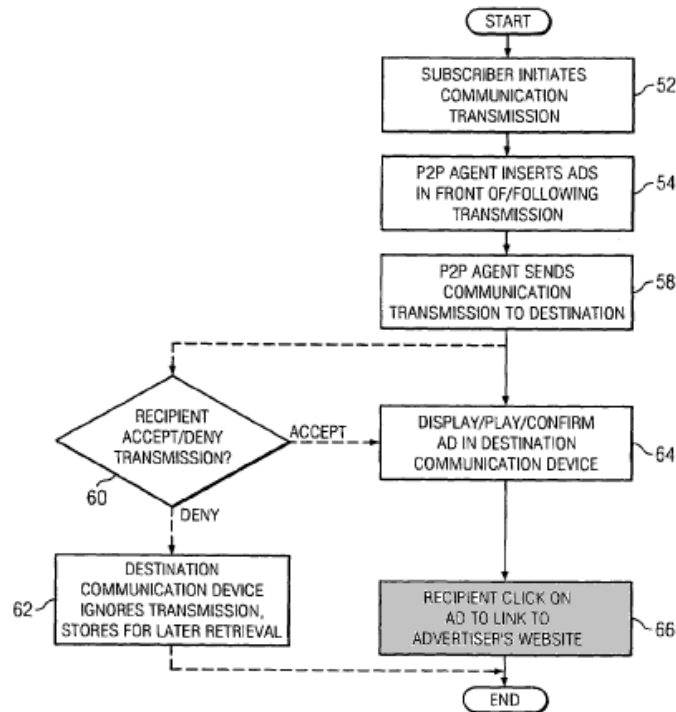 START
SUBSCRIBER INITIATES
COMMUNICATION
TRANSMISSION
52
P2P AGENT INSERTS ADS
IN FRONT OF/FOLLOWING
TRANSMISSION
54
P2P AGENT SENDS
COMMUNICATION
TRANSMISSION TO DESTINATION
58
RECIPIENT
ACCEPT/DENY
TRANSMISSION?
60
ACCEPT
DENY
DISPLAY/PLAY/CONFIRM
AD IN DESTINATION
COMMUNICATION DEVICE
64
DESTINATION
COMMUNICATION DEVICE
IGNORES TRANSMISSION,
STORES FOR LATER RETRIEVAL
62
RECIPIENT CLICK ON
AD TO LINK TO
ADVERTISER'S WEBSITE
66
END